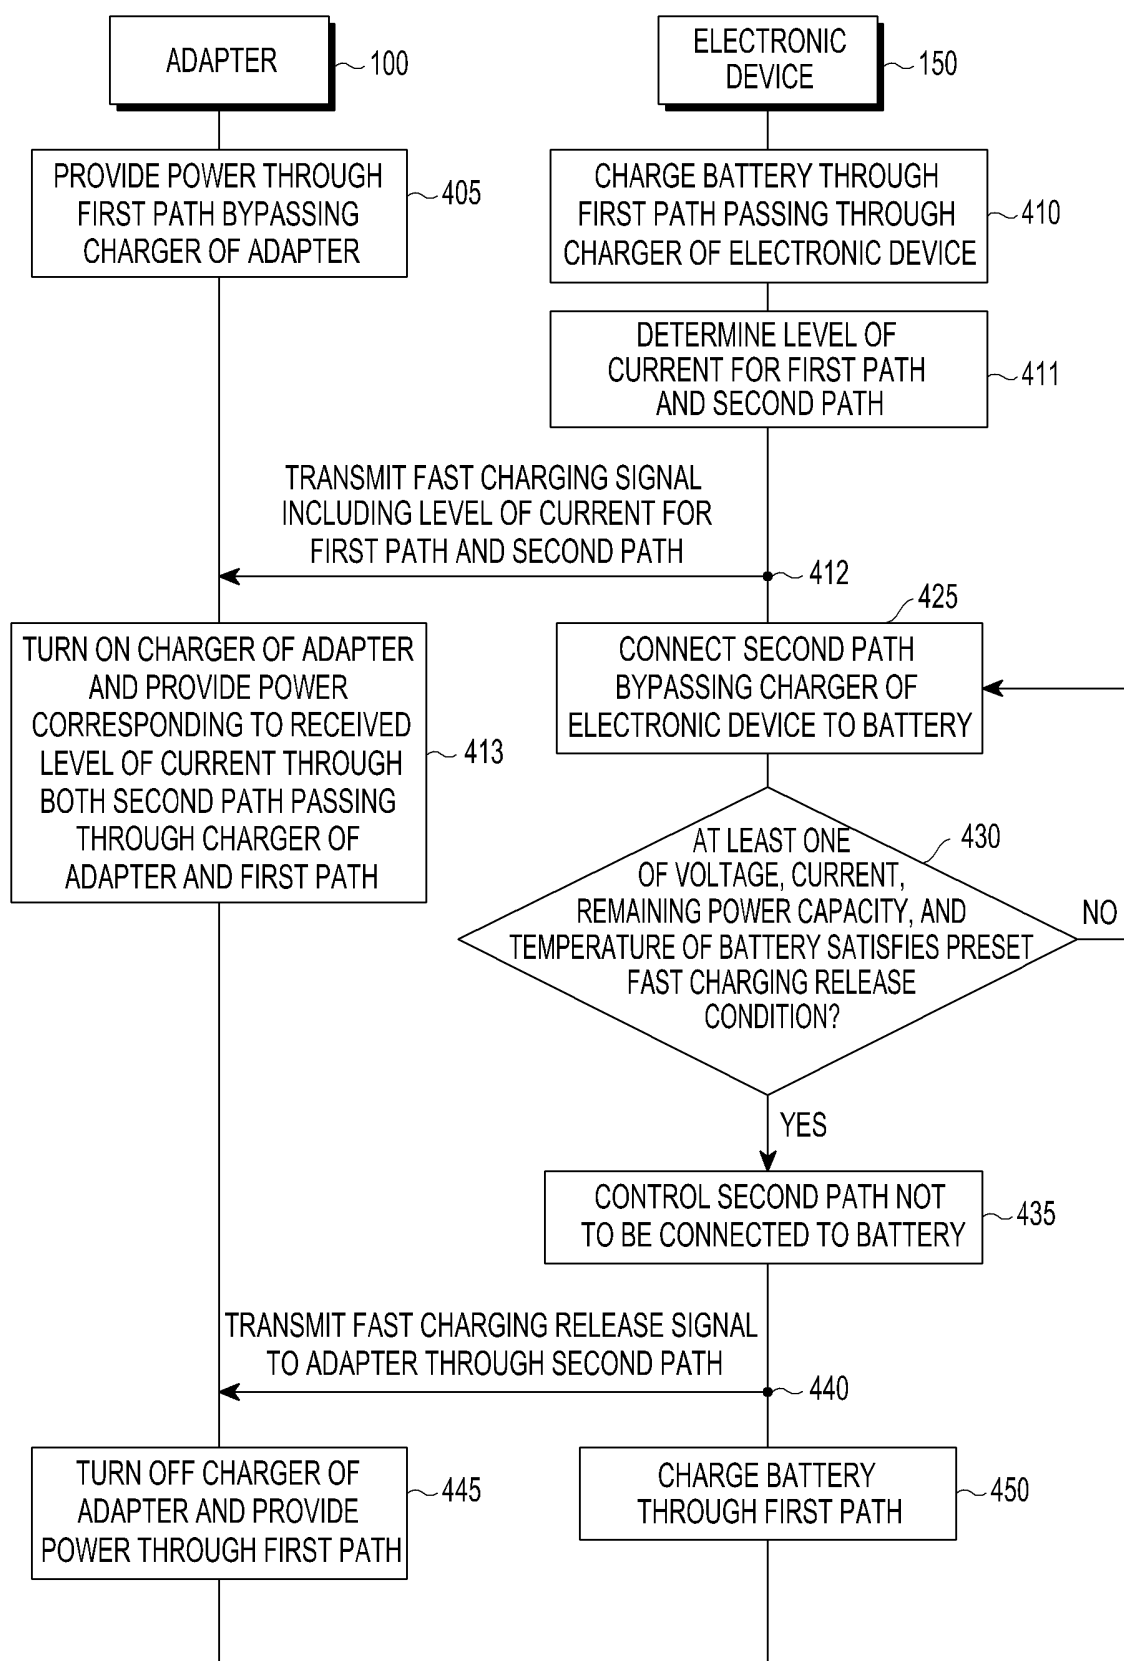 ADAPTER
100
ELECTRONIC
DEVICE
150
PROVIDE POWER THROUGH
FIRST PATH BYPASSING
CHARGER OF ADAPTER
405
CHARGE BATTERY THROUGH
FIRST PATH PASSING THROUGH
CHARGER OF ELECTRONIC DEVICE
410
DETERMINE LEVEL OF
CURRENT FOR FIRST PATH
AND SECOND PATH
411
TRANSMIT FAST CHARGING SIGNAL
INCLUDING LEVEL OF CURRENT FOR
FIRST PATH AND SECOND PATH
412
TURN ON CHARGER OF ADAPTER
AND PROVIDE POWER
CORRESPONDING TO RECEIVED
LEVEL OF CURRENT THROUGH
BOTH SECOND PATH PASSING
THROUGH CHARGER OF
ADAPTER AND FIRST PATH
413
425
CONNECT SECOND PATH
BYPASSING CHARGER OF
ELECTRONIC DEVICE TO BATTERY
430
AT LEAST ONE
OF VOLTAGE, CURRENT,
REMAINING POWER CAPACITY, AND
TEMPERATURE OF BATTERY SATISFIES PRESET
FAST CHARGING RELEASE
CONDITION?
NO
YES
CONTROL SECOND PATH NOT
TO BE CONNECTED TO BATTERY
435
TRANSMIT FAST CHARGING RELEASE SIGNAL
TO ADAPTER THROUGH SECOND PATH
440
TURN OFF CHARGER OF
ADAPTER AND PROVIDE
POWER THROUGH FIRST PATH
445
CHARGE BATTERY
THROUGH FIRST PATH
450